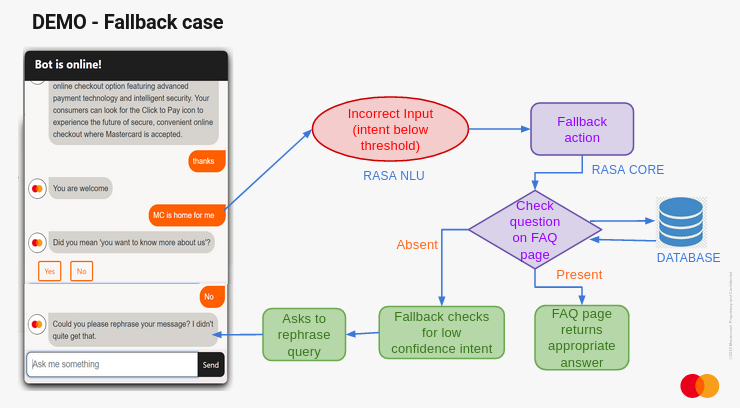 DEMO - Fallback case
Bot is online!
online checkout option featuring advanced
payment technology and intelligent security. Your
consumers can look for the Click to Pay icon to
experience the future of secure, convenient online
checkout where Mastercard is accepted.
thanks
You are welcome
MC is home for me
Did you mean 'you want to know more about us'?
Yes
No
No
Could you please rephrase your message? I didn't
quite get that.
Ask me something
Send
Incorrect Input
(intent below
threshold)
RASA NLU
Fallback
action
RASA CORE
Check
question
on FAQ
page
DATABASE
Absent
Present
Asks to
rephrase
query
Fallback checks
for low
confidence intent
FAQ page
returns
appropriate
answer